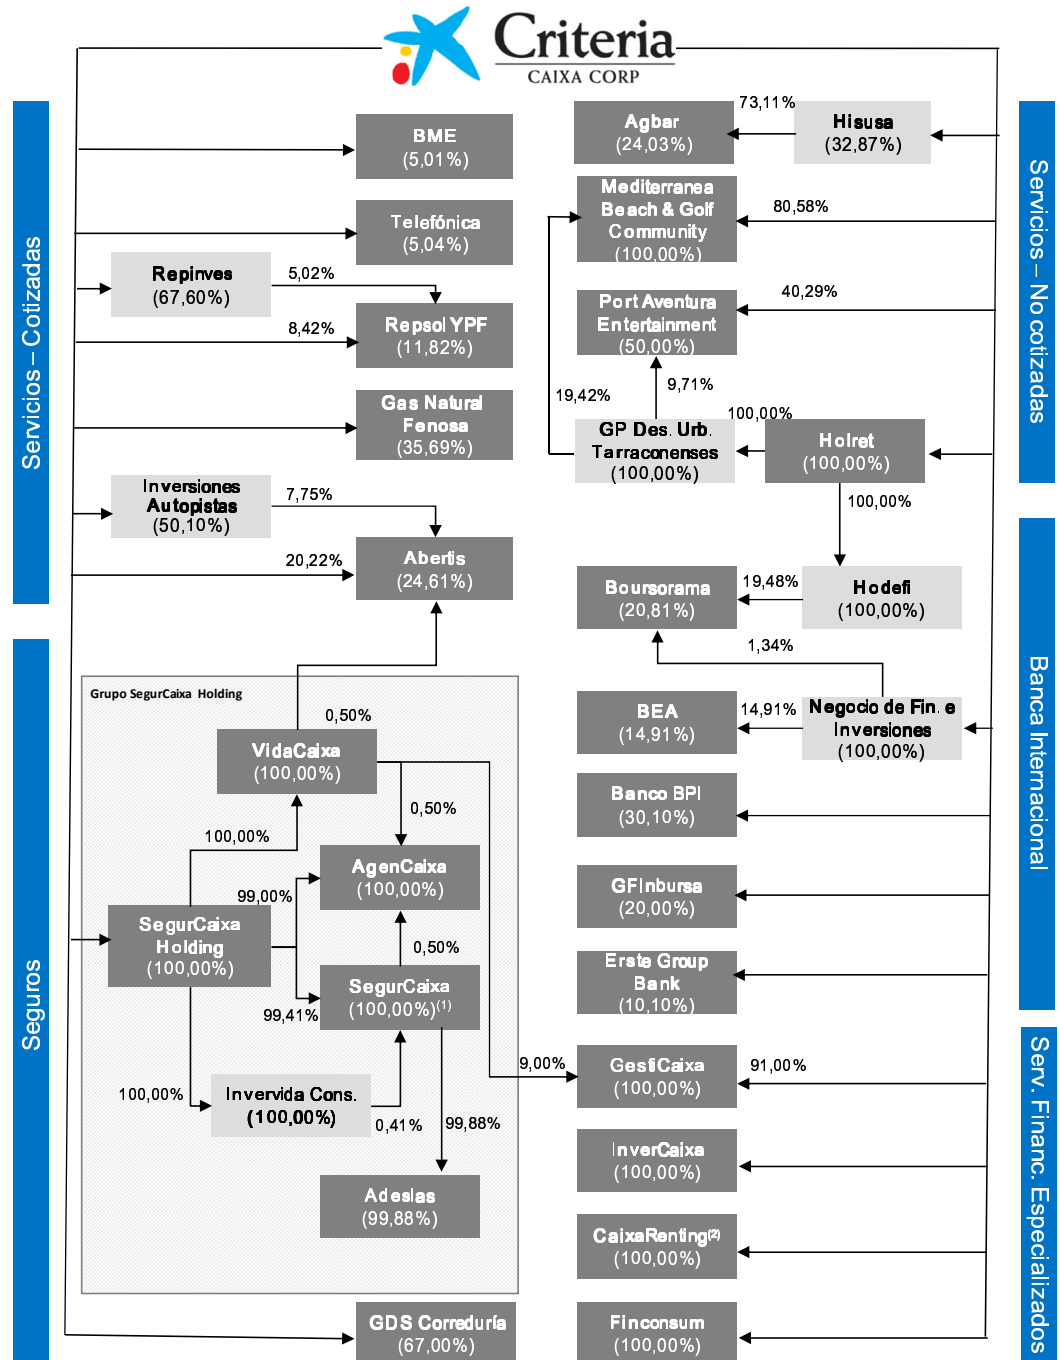 Criteria
CAIXA CORP
Servicios – Cotizadas
BME
(5,01%)
Telefónica
(5,04%)
Repinves
(67,60%)
5,02%
8,42%
Repsol YPF
(11,82%)
Gas Natural
Fenosa
(35,69%)
Inversiones
Autopistas
(50,10%)
7,75%
20,22%
Abertis
(24,61%)
Seguros
Grupo SegurCaixa Holding
0,50%
VidaCaixa
(100,00%)
0,50%
100,00%
AgenCaixa
(100,00%)
99,00%
SegurCaixa
Holding
(100,00%)
0,50%
SegurCaixa
(100,00%)(1)
99,41%
100,00%
Invervida Cons.
(100,00%)
0,41%
99,88%
Adeslas
(99,88%)
GDS Correduría
(67,00%)
Servicios – No cotizadas
Agbar
(24,03%)
73,11%
Hisusa
(32,87%)
Mediterranea
Beach & Golf
Community
(100,00%)
80,58%
Port Aventura
Entertainment
(50,00%)
40,29%
19,42%
9,71%
100,00%
GP Des. Urb.
Tarraconenses
(100,00%)
Holret
(100,00%)
100,00%
Banca Internacional
Boursorama
(20,81%)
19,48%
Hodefi
(100,00%)
1,34%
BEA
(14,91%)
14,91%
Negocio de Fin. e
Inversiones
(100,00%)
Banco BPI
(30,10%)
GFInbursa
(20,00%)
Erste Group
Bank
(10,10%)
Serv. Financ. Especializados
9,00%
GestiCaixa
(100,00%)
91,00%
InverCaixa
(100,00%)
CaixaRenting(2)
(100,00%)
Finconsum
(100,00%)